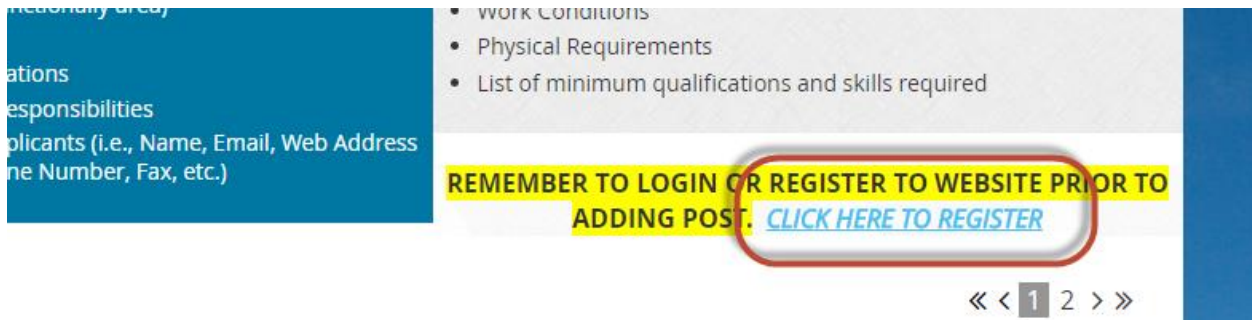 ations
esponsibilities
plicants (i.e., Name, Email, Web Address
ne Number, Fax, etc.)
• Work Conditions
• Physical Requirements
• List of minimum qualifications and skills required
REMEMBER TO LOGIN OR REGISTER TO WEBSITE PRIOR TO
ADDING POST. CLICK HERE TO REGISTER
« < 1 2 > »